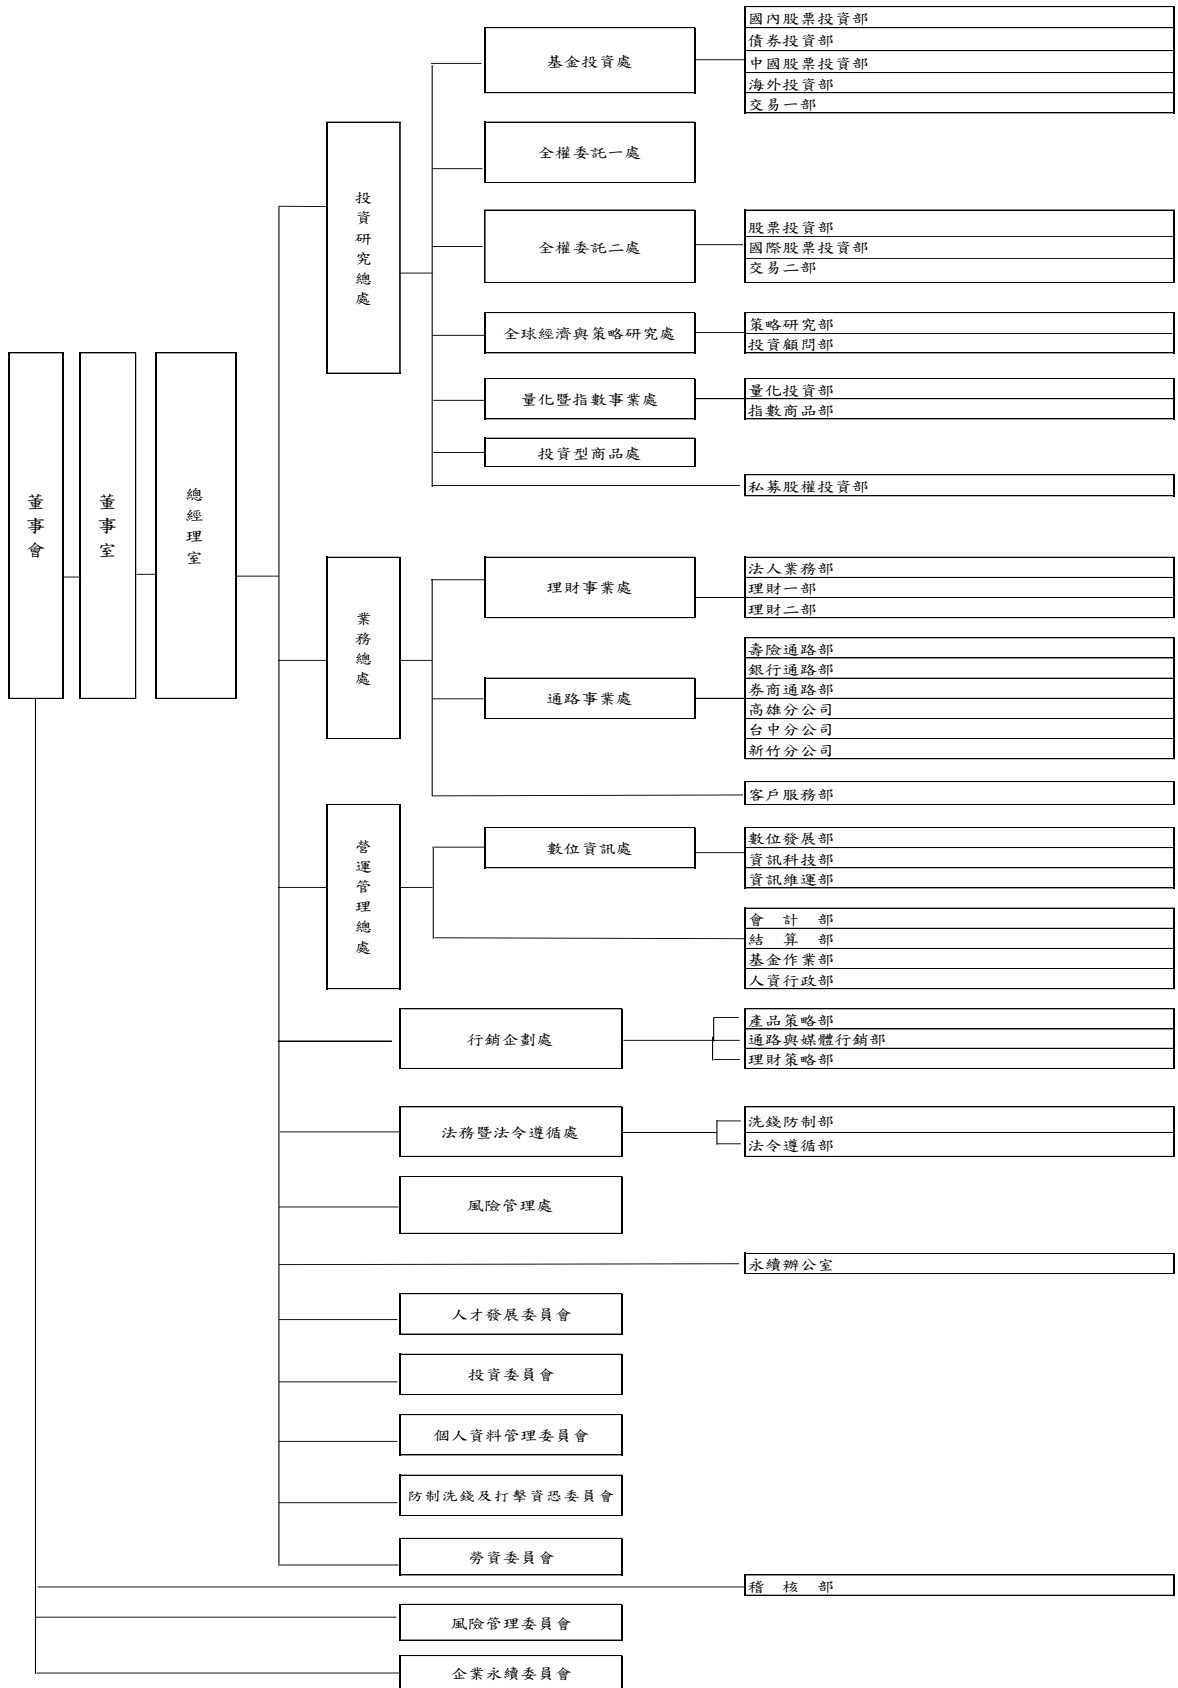 國內股票投資部
債券投資部
中國股票投資部
海外投資部
交易一部
基金投資處
全權委託一處
投資研究總處
全權委託二處
股票投資部
國際股票投資部
交易二部
全球經濟與策略研究處
策略研究部
投資顧問部
量化暨指數事業處
量化投資部
指數商品部
投資型商品處
私募股權投資部
董事會
董事室
總經理室
業務總處
理財事業處
法人業務部
理財一部
理財二部
通路事業處
壽險通路部
銀行通路部
券商通路部
高雄分公司
台中分公司
新竹分公司
客戶服務部
營運管理總處
數位資訊處
數位發展部
資訊科技部
資訊維運部
會 計 部
結 算 部
基金作業部
人資行政部
行銷企劃處
產品策略部
通路與媒體行銷部
理財策略部
法務暨法令遵循處
洗錢防制部
法令遵循部
風險管理處
永續辦公室
人才發展委員會
投資委員會
個人資料管理委員會
防制洗錢及打擊資恐委員會
勞資委員會
稽 核 部
風險管理委員會
企業永續委員會